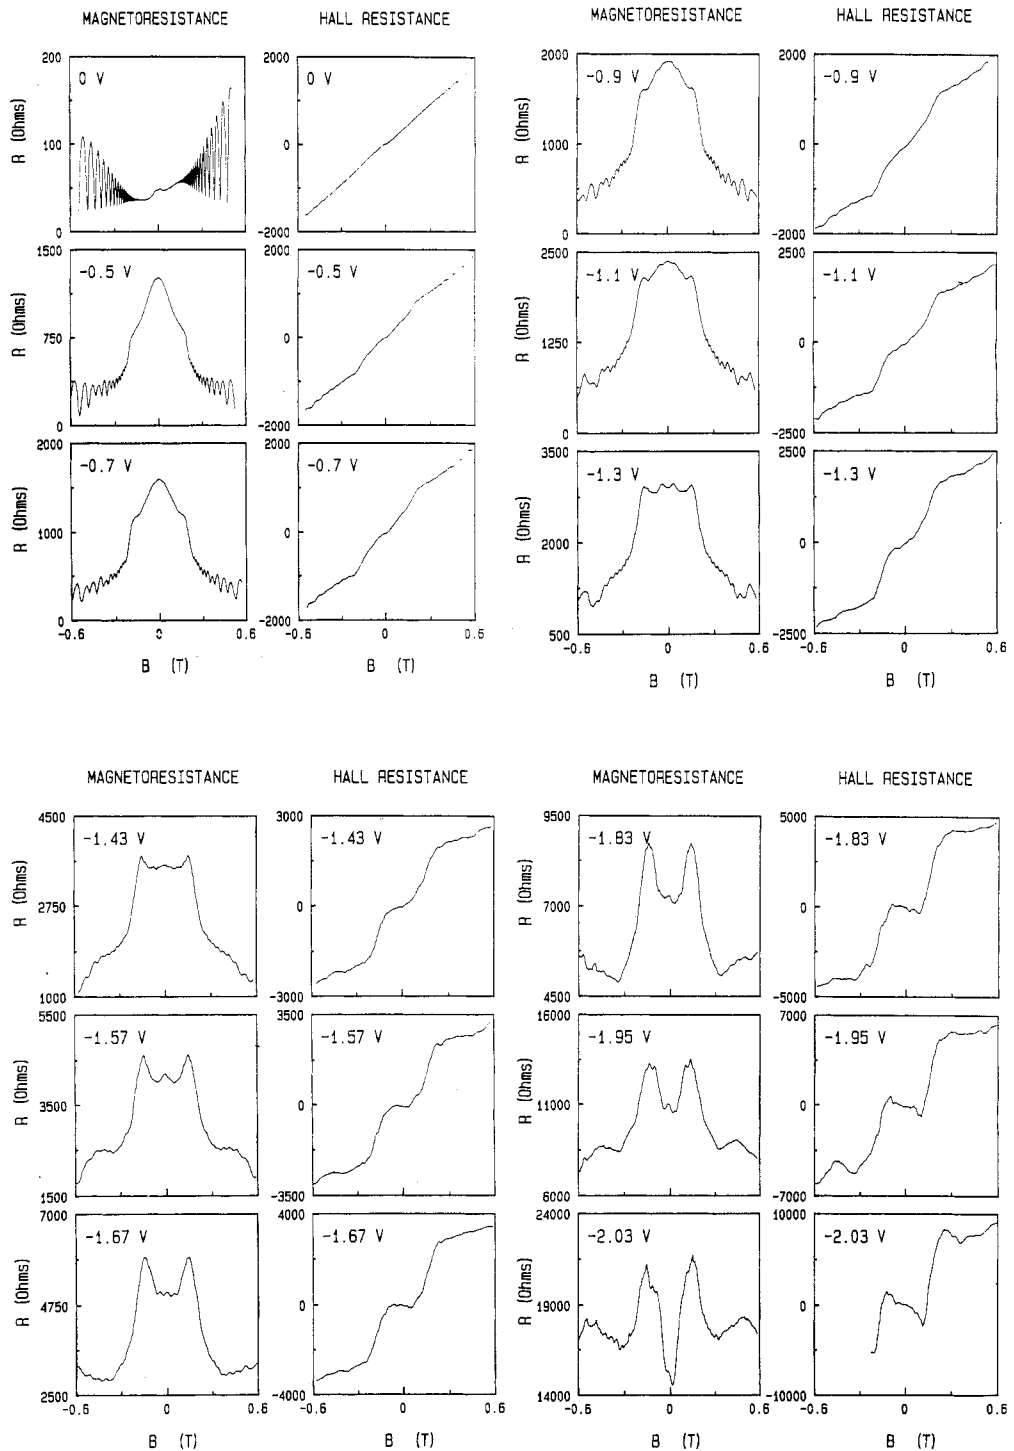 MAGNETORESISTANCE HALL RESISTANCE
200 2000
0 V 0 V
R (Ohms)
100 0
0 -2000
1500 2000
-0.5 V -0.5 V
R (Ohms)
750 0
0 -2000
2000 2000
-0.7 V -0.7 V
R (Ohms)
1000 0
0 -2000
-0.6 0 0.6 -0.6 0 0.6
B (T) B (T)
MAGNETORESISTANCE HALL RESISTANCE
2000 2000
-0.9 V -0.9 V
R (Ohms)
1000 0
0 -2000
2500 2500
-1.1 V -1.1 V
R (Ohms)
1250 0
0 -2500
3500 2500
-1.3 V -1.3 V
R (Ohms)
2000 0
500 -2500
-0.6 0 0.6 -0.6 0 0.6
B (T) B (T)
MAGNETORESISTANCE HALL RESISTANCE
4500 3000
-1.43 V -1.43 V
R (Ohms)
2750 0
1000 -3000
5500 3500
-1.57 V -1.57 V
R (Ohms)
3500 0
1500 -3500
7000 4000
-1.67 V -1.67 V
R (Ohms)
4750 0
2500 -4000
-0.6 0 0.6 -0.6 0 0.6
B (T) B (T)
MAGNETORESISTANCE HALL RESISTANCE
9500 5000
-1.83 V -1.83 V
R (Ohms)
7000 0
4500 -5000
16000 7000
-1.95 V -1.95 V
R (Ohms)
11000 0
6000 -7000
24000 10000
-2.03 V -2.03 V
R (Ohms)
19000 0
14000 -10000
-0.6 0 0.6 -0.6 0 0.6
B (T) B (T)